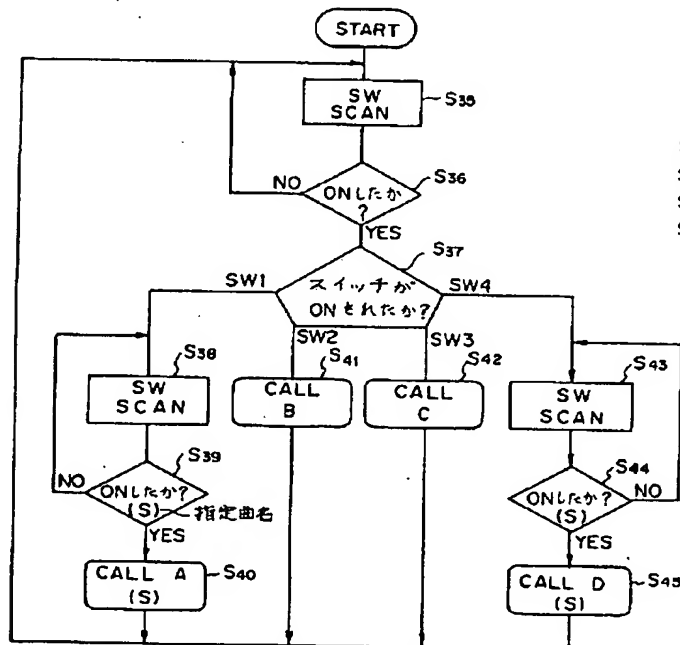 START
SW
SCAN
S35
NO
ONしたか
?
S36
YES
S37
SW1
スイッチが
ONされたか?
SW4
SW2
SW3
S38
SW
SCAN
S41
CALL
B
S42
CALL
C
S43
SW
SCAN
S39
NO
ONしたか?
(S)
指定曲名
YES
S44
ONしたか?
(S)
NO
YES
CALL A
(S)
S40
CALL D
(S)
S45